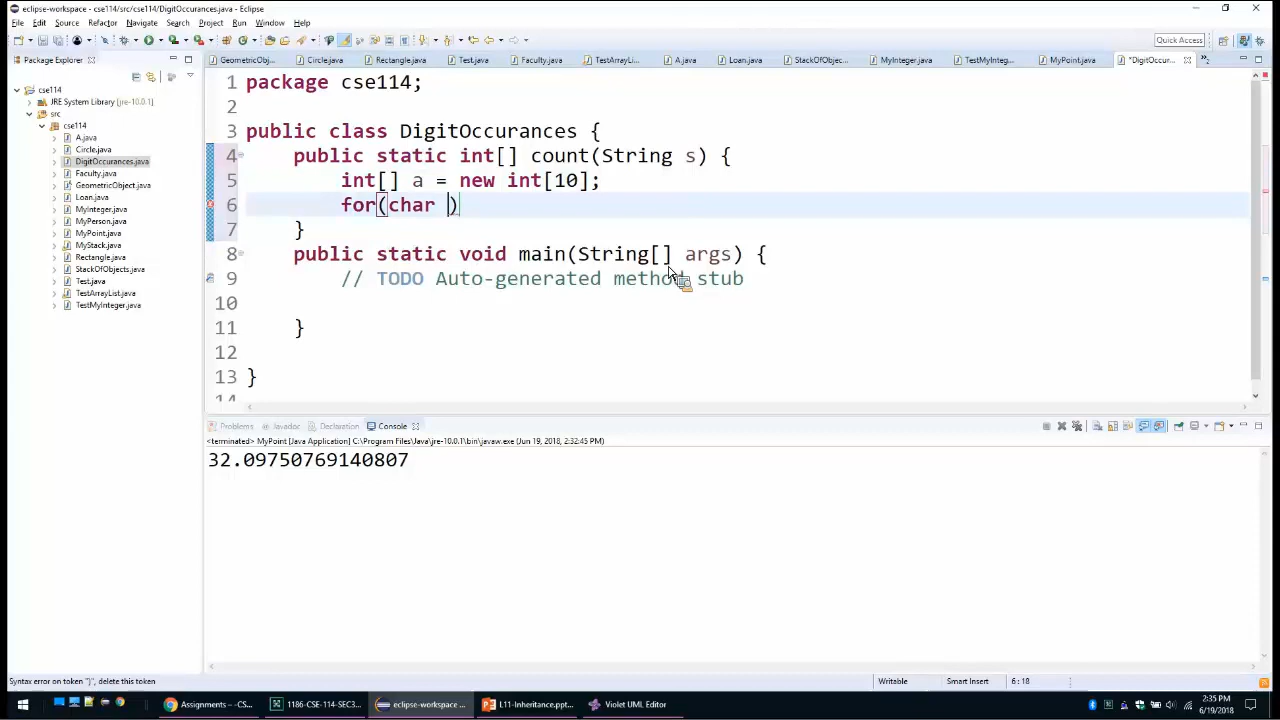 eclipse-workspace - cse114/src/cse114/DigitOccurances.java - Eclipse
File Edit Source Refactor Navigate Search Project Run Window Help
Quick Access
Package Explorer
GeometricObj... Circle.java Rectangle.java Test.java Faculty.java TestArrayLi... A.java Loan.java StackOfObjec... MyInteger.java TestMyInteg... MyPoint.java *DigitOccur...
cse114
JRE System Library [jre-10.0.1]
src
cse114
A.java
Circle.java
DigitOccurances.java
Faculty.java
GeometricObject.java
Loan.java
MyInteger.java
MyPerson.java
MyPoint.java
MyStack.java
Rectangle.java
StackOfObjects.java
Test.java
TestArrayList.java
TestMyInteger.java
1 package cse114;
2
3 public class DigitOccurances {
4 public static int[] count(String s) {
5 int[] a = new int[10];
6 for(char )
7 }
8 public static void main(String[] args) {
9 // TODO Auto-generated method stub
10
11 }
12
13 }
14
Problems Javadoc Declaration Console
<terminated> MyPoint [Java Application] C:\Program Files\Java\jre-10.0.1\bin\javaw.exe (Jun 19, 2018, 2:32:45 PM)
32.09750769140807
Syntax error on token ")", delete this token
Writable Smart Insert 6 : 18
Assignments – -CS... 1186-CSE-114-SEC3... eclipse-workspace ... L11-Inheritance.ppt... Violet UML Editor
2:35 PM
6/19/2018